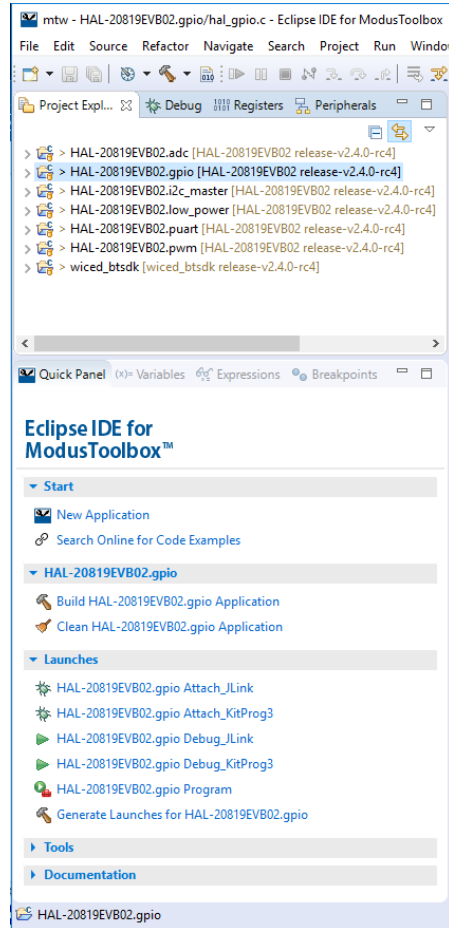 mtw - HAL-20819EVB02.gpio/hal_gpio.c - Eclipse IDE for ModusToolbox
File Edit Source Refactor Navigate Search Project Run Windo
Project Expl... Debug Registers Peripherals
> HAL-20819EVB02.adc [HAL-20819EVB02 release-v2.4.0-rc4]
> HAL-20819EVB02.gpio [HAL-20819EVB02 release-v2.4.0-rc4]
> HAL-20819EVB02.i2c_master [HAL-20819EVB02 release-v2.4.0-rc4]
> HAL-20819EVB02.low_power [HAL-20819EVB02 release-v2.4.0-rc4]
> HAL-20819EVB02.puart [HAL-20819EVB02 release-v2.4.0-rc4]
> HAL-20819EVB02.pwm [HAL-20819EVB02 release-v2.4.0-rc4]
> wiced_btsdk [wiced_btsdk release-v2.4.0-rc4]
Quick Panel (x)= Variables Expressions Breakpoints
Eclipse IDE for
ModusToolbox™
Start
New Application
Search Online for Code Examples
HAL-20819EVB02.gpio
Build HAL-20819EVB02.gpio Application
Clean HAL-20819EVB02.gpio Application
Launches
HAL-20819EVB02.gpio Attach_JLink
HAL-20819EVB02.gpio Attach_KitProg3
HAL-20819EVB02.gpio Debug_JLink
HAL-20819EVB02.gpio Debug_KitProg3
HAL-20819EVB02.gpio Program
Generate Launches for HAL-20819EVB02.gpio
Tools
Documentation
HAL-20819EVB02.gpio